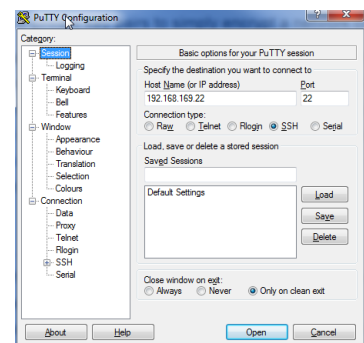 PuTTY Configuration
Category:
Session
Logging
Terminal
Keyboard
Bell
Features
Window
Appearance
Behaviour
Translation
Selection
Colours
Connection
Data
Proxy
Telnet
Rlogin
SSH
Serial
Basic options for your PuTTY session
Specify the destination you want to connect to
Host Name (or IP address) Port
192.168.169.22 22
Connection type:
Raw Telnet Rlogin SSH Serial
Load, save or delete a stored session
Saved Sessions
Default Settings
Load
Save
Delete
Close window on exit:
Always Never Only on clean exit
About Help Open Cancel